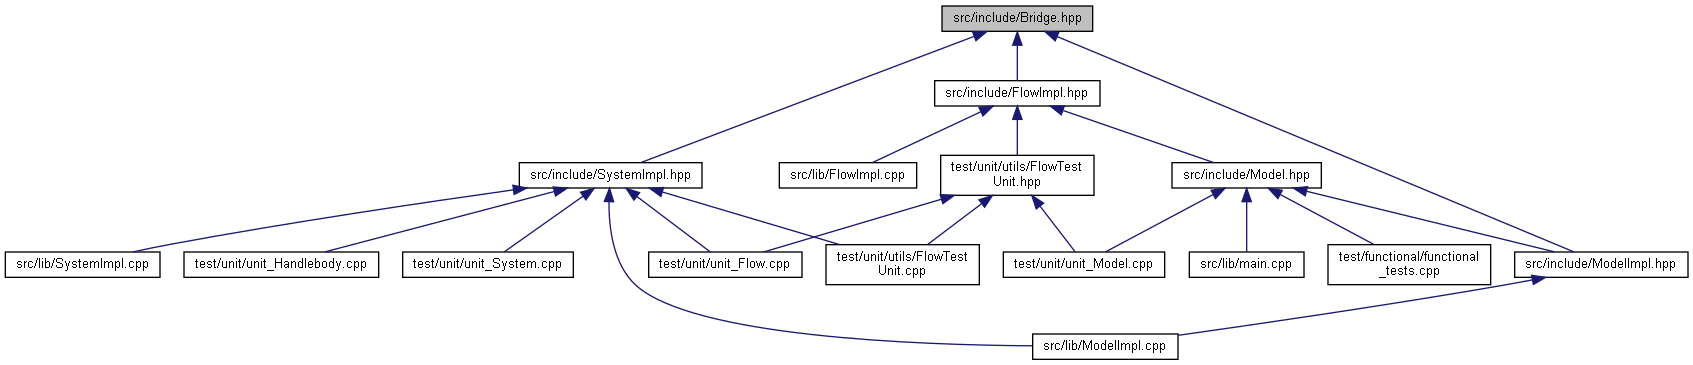 src/include/Bridge.hpp
src/include/FlowImpl.hpp
src/include/SystemImpl.hpp
src/lib/FlowImpl.cpp
test/unit/utils/FlowTest
Unit.hpp
src/include/Model.hpp
src/lib/SystemImpl.cpp
test/unit/unit_Handlebody.cpp
test/unit/unit_System.cpp
test/unit/unit_Flow.cpp
test/unit/utils/FlowTest
Unit.cpp
test/unit/unit_Model.cpp
src/lib/main.cpp
test/functional/functional
_tests.cpp
src/include/ModelImpl.hpp
src/lib/ModelImpl.cpp